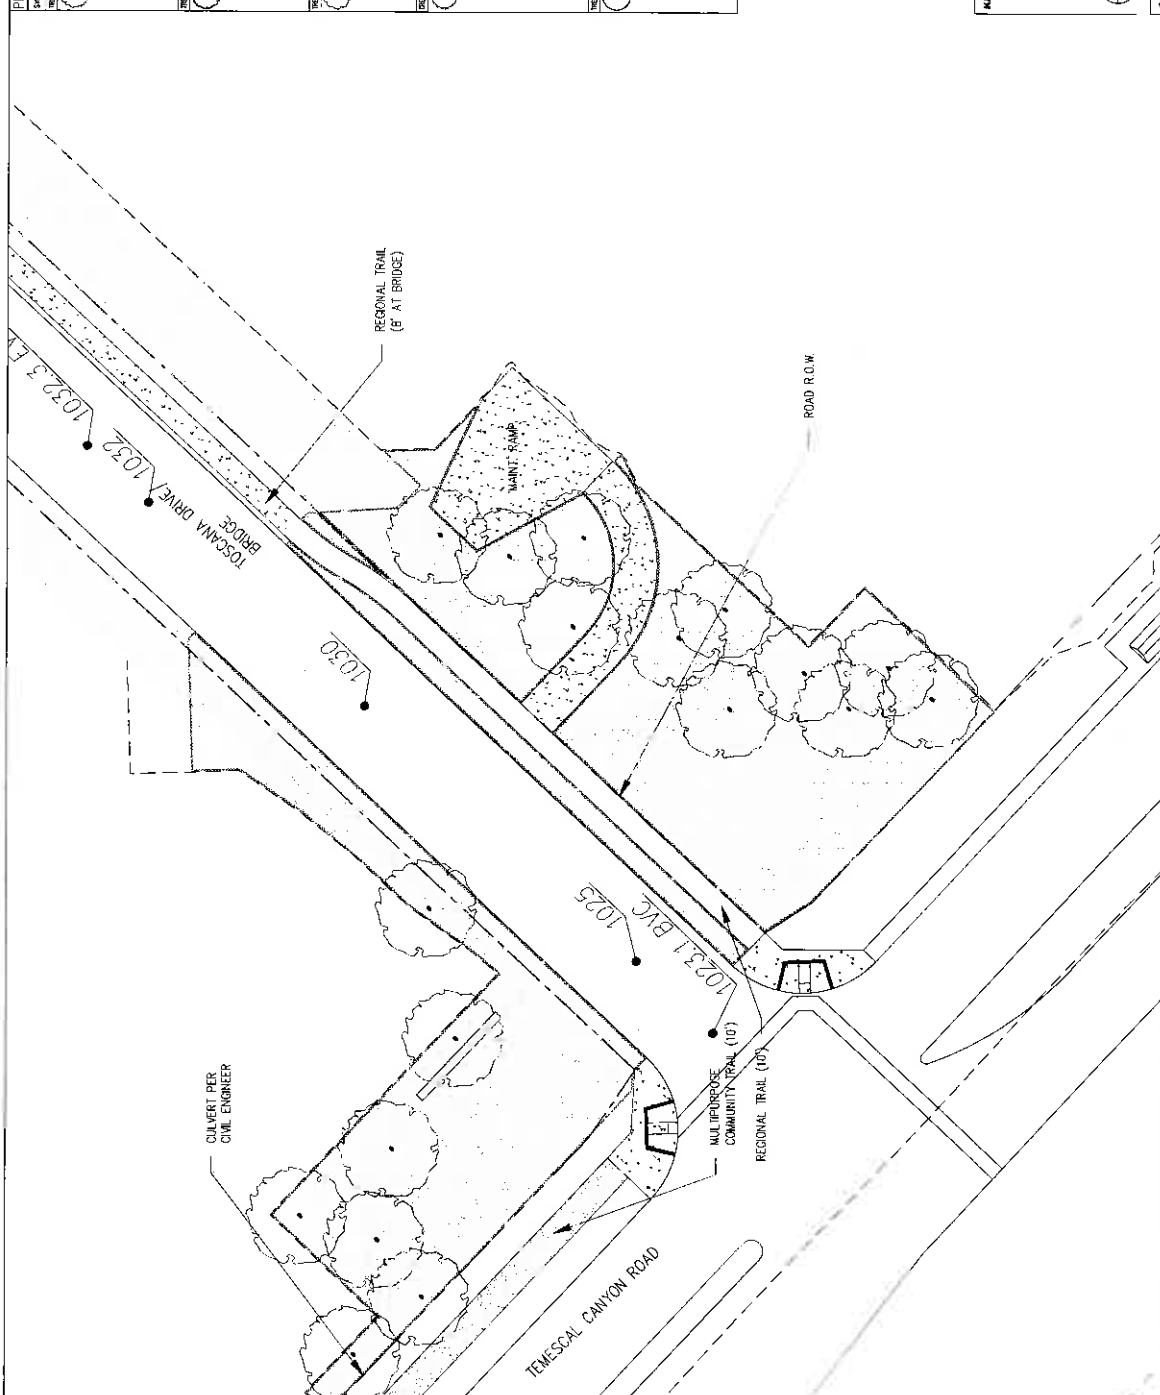 REGIONAL TRAIL
(8' AT BRIDGE)
1032.3 EV
1032
TOSCANA DRIVE/
BRIDGE
MAINT. RAMP
ROAD R.O.W.
1030
1025
1023.1 BVC
CULVERT PER
CIVIL ENGINEER
MULTIPURPOSE
COMMUNITY TRAIL (10')
REGIONAL TRAIL (10')
TEMESCAL CANYON ROAD